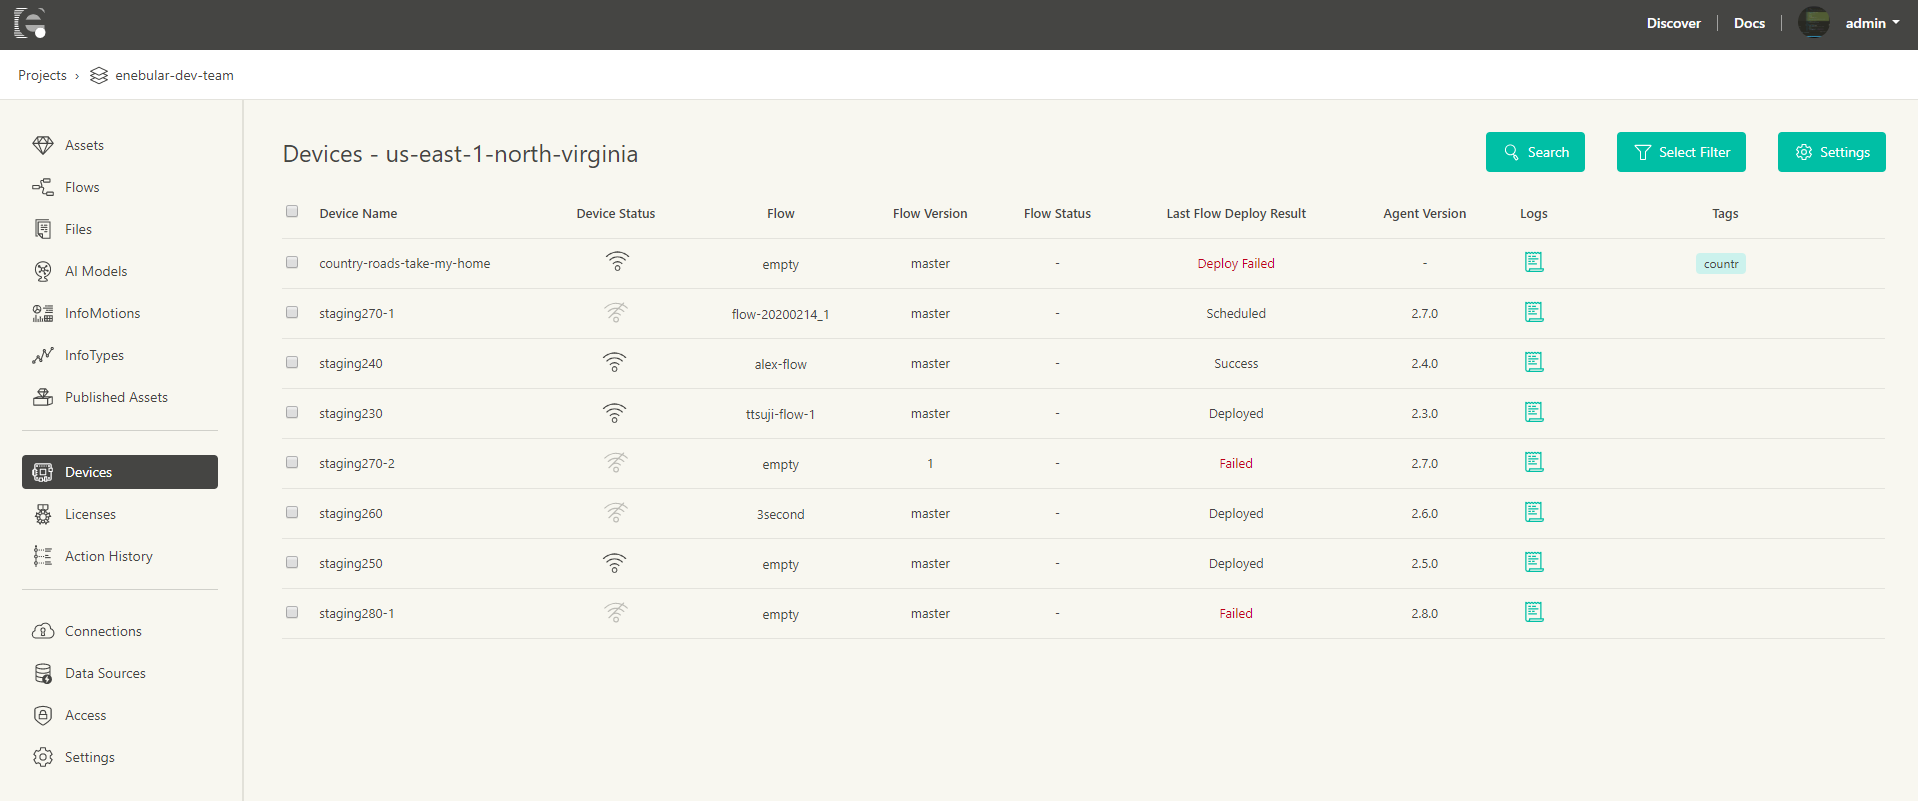 Discover
Docs
admin
Projects › enebular-dev-team
Assets
Flows
Files
AI Models
InfoMotions
InfoTypes
Published Assets
Devices
Licenses
Action History
Connections
Data Sources
Access
Settings
Devices - us-east-1-north-virginia
Search
Select Filter
Settings
Device Name Device Status Flow Flow Version Flow Status Last Flow Deploy Result Agent Version Logs Tags
country-roads-take-my-home empty master - Deploy Failed - countr
staging270-1 flow-20200214_1 master - Scheduled 2.7.0
staging240 alex-flow master - Success 2.4.0
staging230 ttsuji-flow-1 master - Deployed 2.3.0
staging270-2 empty 1 - Failed 2.7.0
staging260 3second master - Deployed 2.6.0
staging250 empty master - Deployed 2.5.0
staging280-1 empty master - Failed 2.8.0